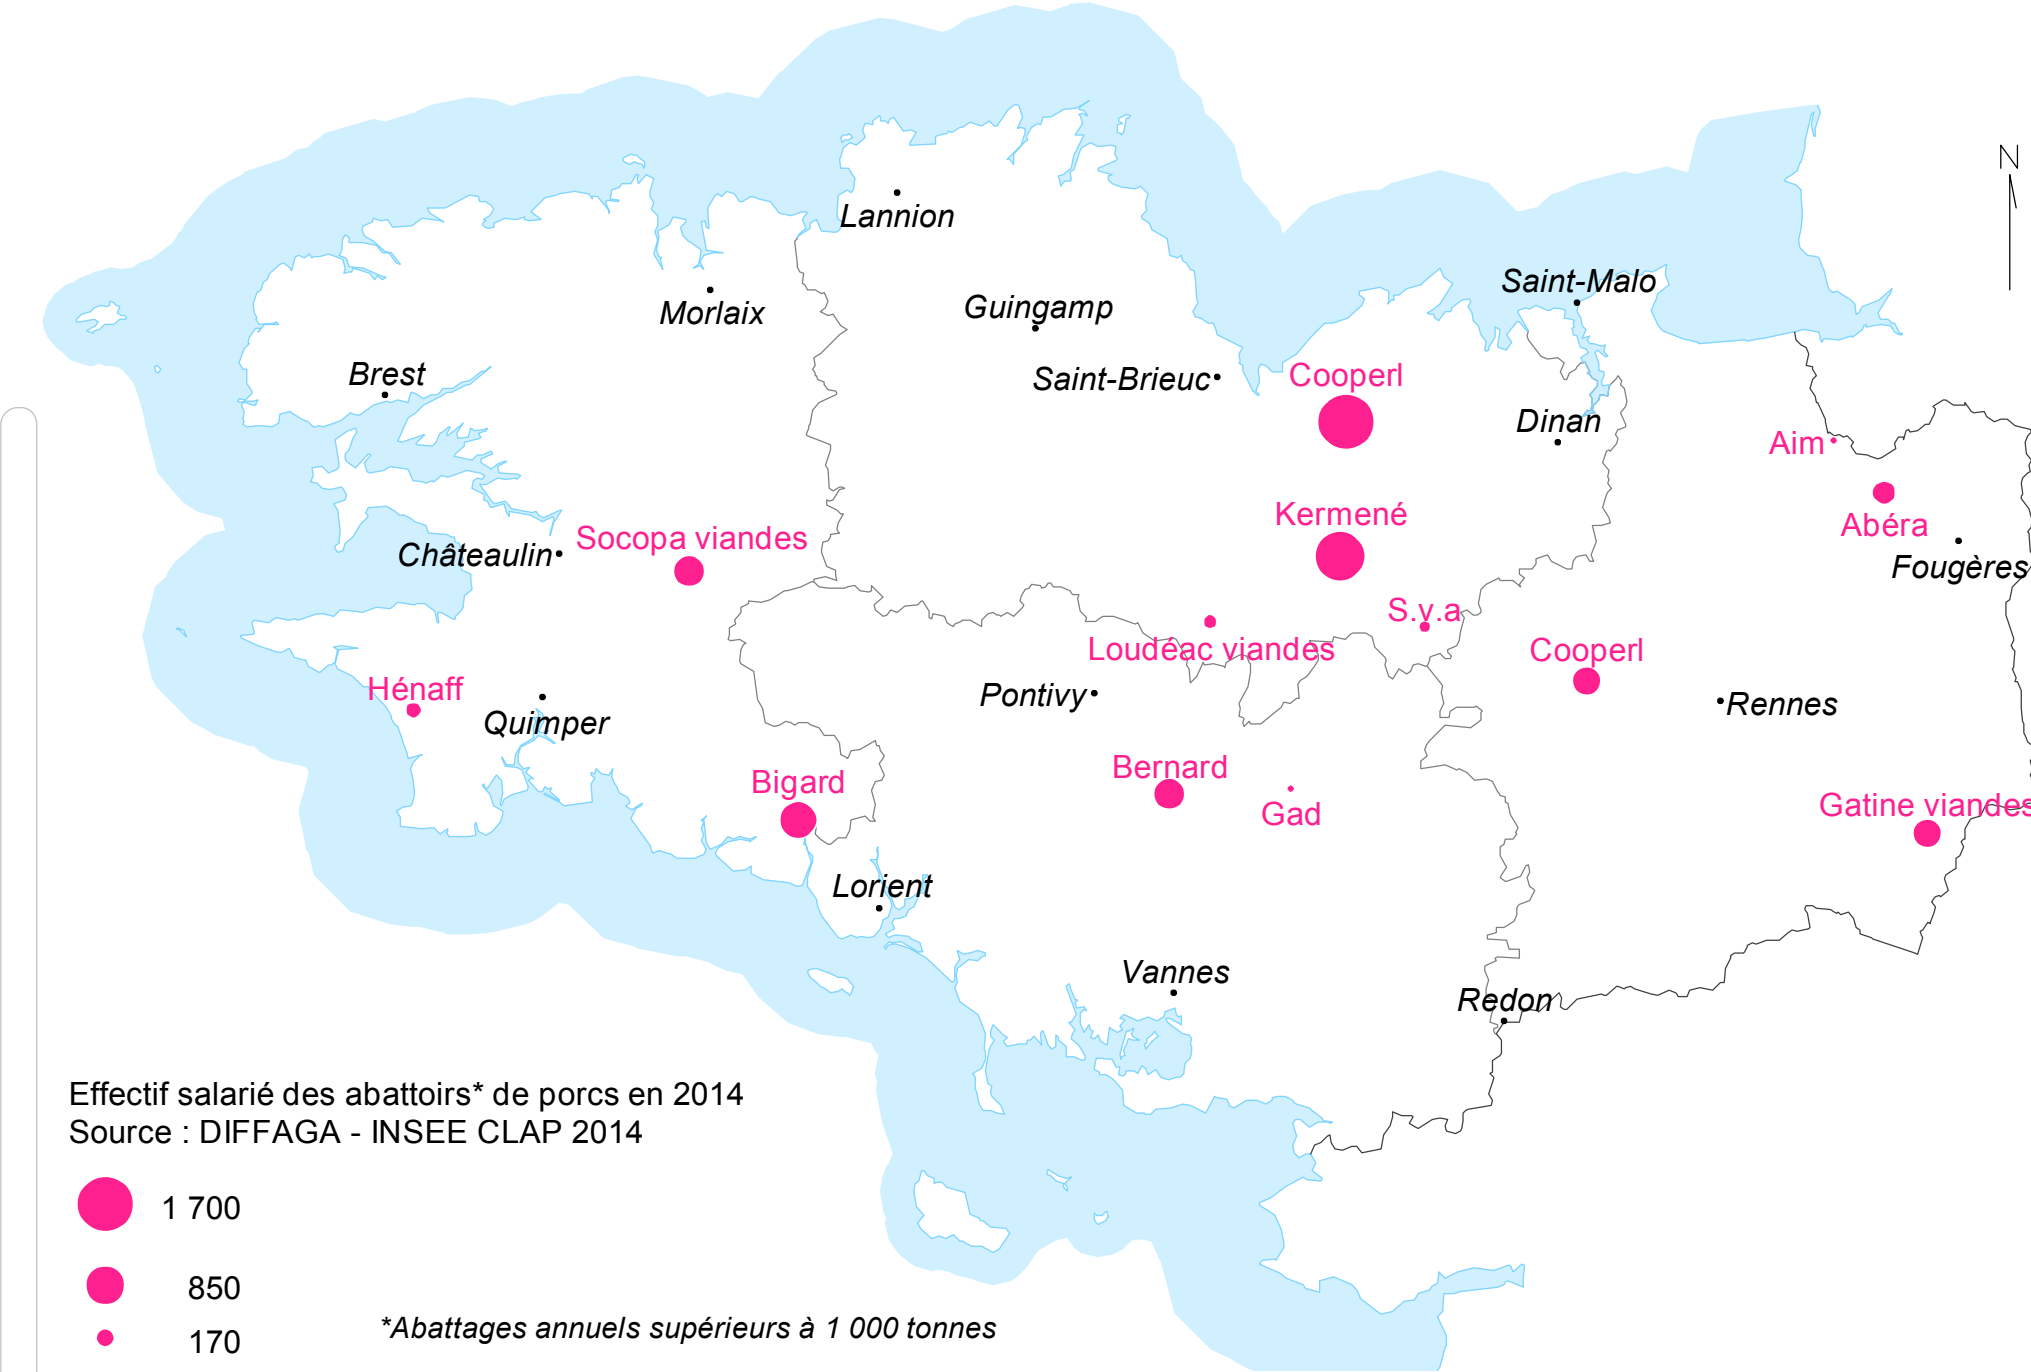 N
Lannion
Saint-Malo
Morlaix
Guingamp
Brest
Saint-Brieuc
Cooperl
Dinan
Aim
Kermené
Abéra
Socopa viandes
Châteaulin
Fougères
S.v.a
Loudéac viandes
Cooperl
Hénaff
Pontivy
Rennes
Quimper
Bernard
Bigard
Gad
Gatine viandes
Lorient
Vannes
Redon
Effectif salarié des abattoirs* de porcs en 2014
Source : DIFFAGA - INSEE CLAP 2014
1 700
850
170
*Abattages annuels supérieurs à 1 000 tonnes